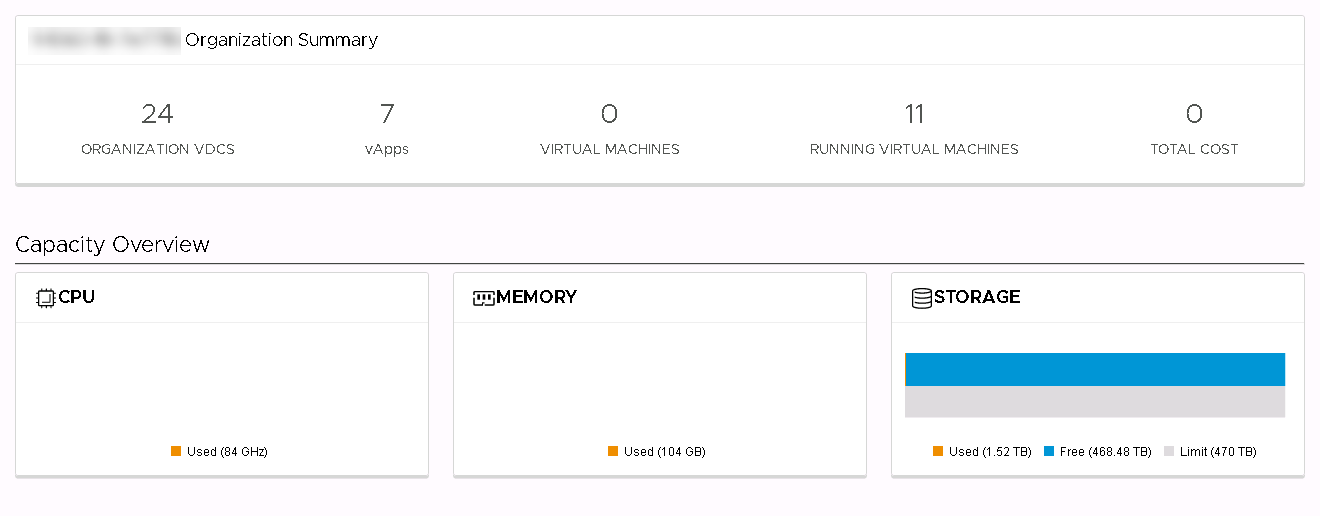 Organization Summary
24 7 0 11 0
ORGANIZATION VDCS vApps VIRTUAL MACHINES RUNNING VIRTUAL MACHINES TOTAL COST
Capacity Overview
CPU MEMORY STORAGE
Used (84 GHz) Used (104 GB) Used (1.52 TB) Free (468.48 TB) Limit (470 TB)